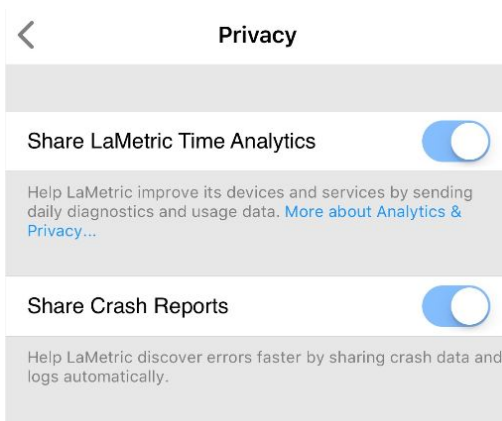 Privacy
Share LaMetric Time Analytics
Help LaMetric improve its devices and services by sending
daily diagnostics and usage data. More about Analytics &
Privacy...
Share Crash Reports
Help LaMetric discover errors faster by sharing crash data and
logs automatically.